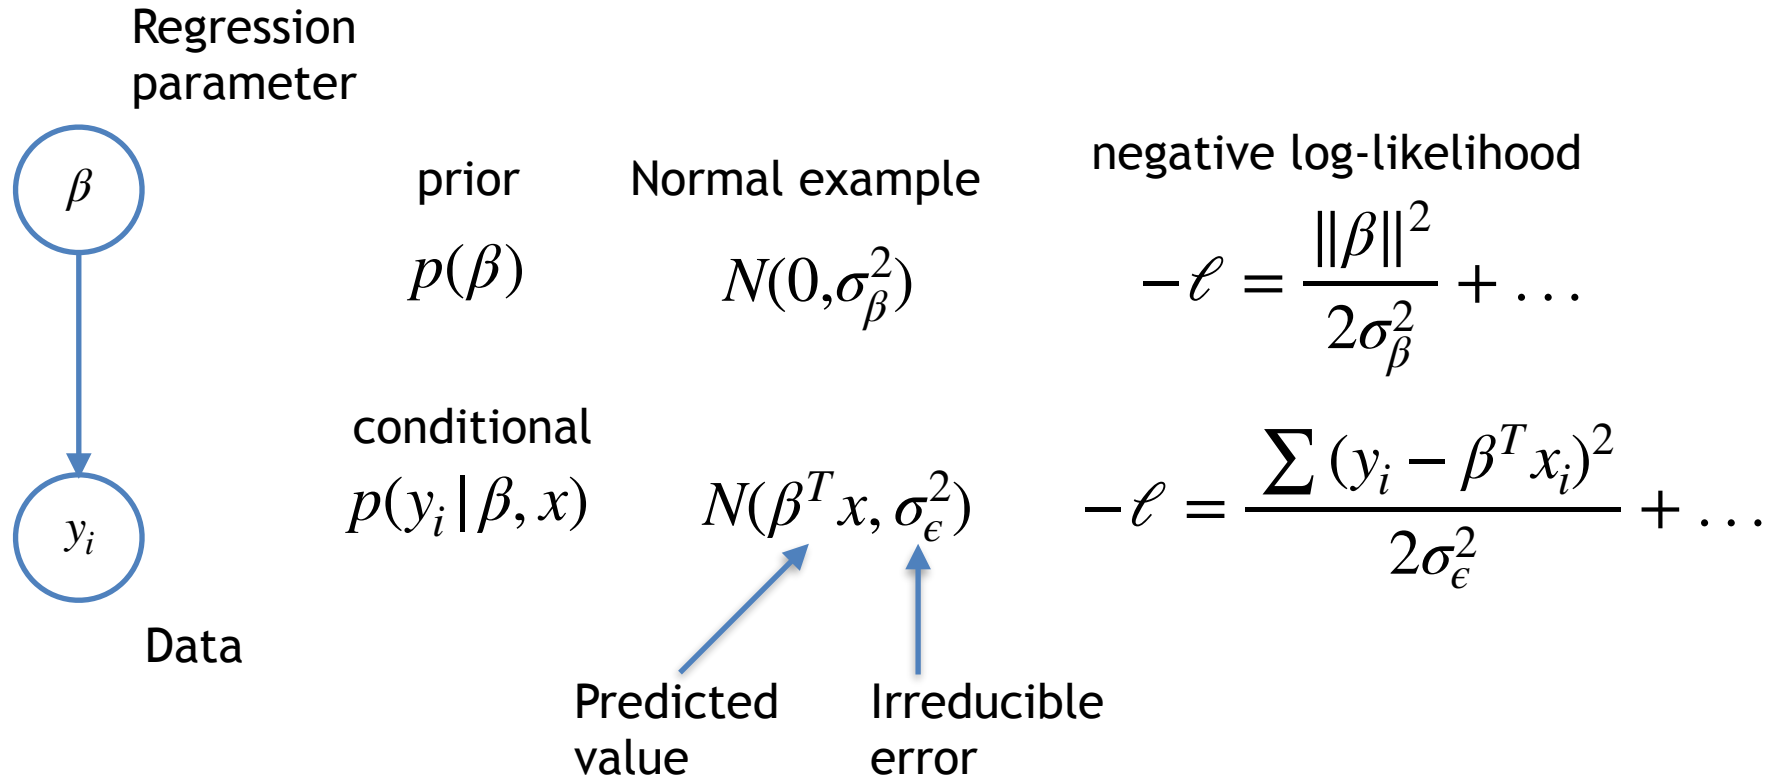 Regression
parameter
β
prior
Normal example
negative log-likelihood
p(β)
N(0,σ_β^2)
−ℓ = ‖β‖^2 / 2σ_β^2 + …
conditional
p(y_i | β, x)
N(β^T x, σ_ϵ^2)
−ℓ = ∑ (y_i − β^T x_i)^2 / 2σ_ϵ^2 + …
y_i
Data
Predicted
value
Irreducible
error